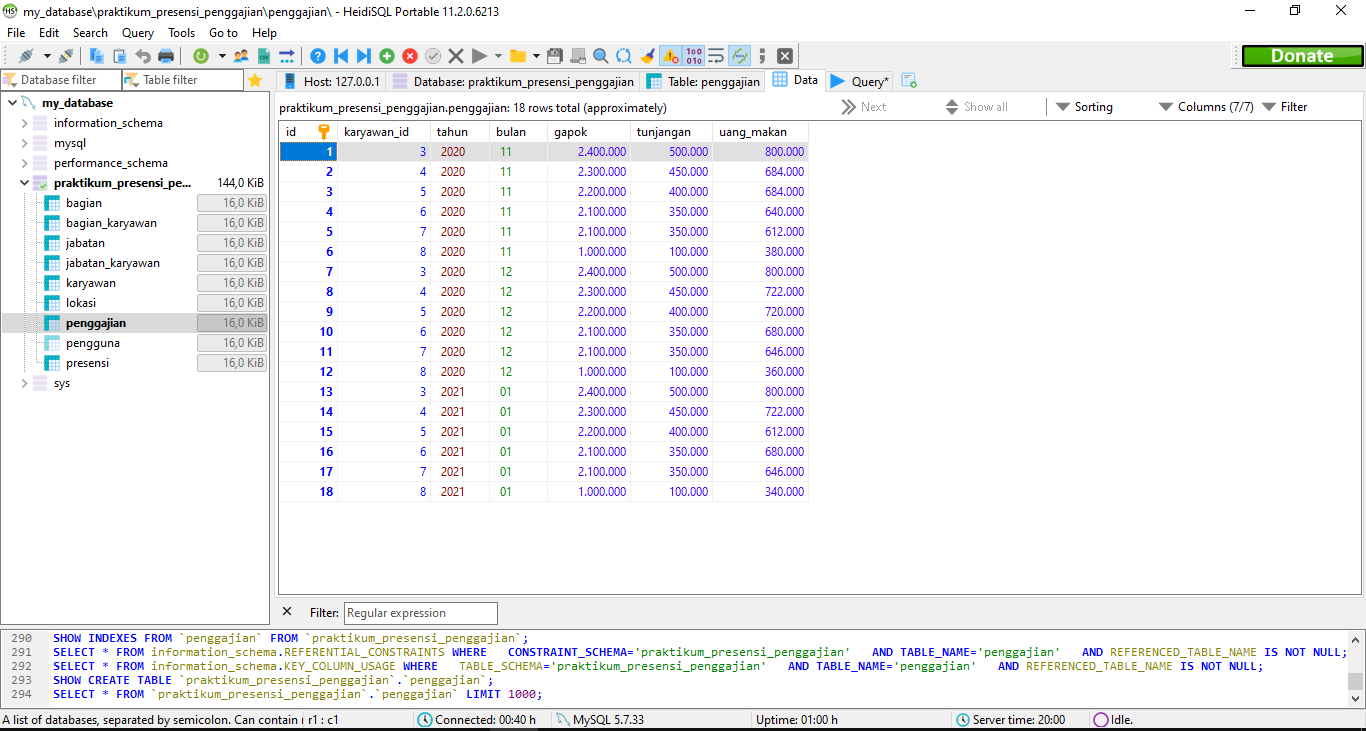 my_database\praktikum_presensi_penggajian\penggajian\ - HeidiSQL Portable 11.2.0.6213
File Edit Search Query Tools Go to Help
Donate
Database filter Table filter
Host: 127.0.0.1 Database: praktikum_presensi_penggajian Table: penggajian Data Query*
praktikum_presensi_penggajian.penggajian: 18 rows total (approximately) Next Show all Sorting Columns (7/7) Filter
my_database
information_schema
mysql
performance_schema
praktikum_presensi_pe... 144,0 KiB
bagian 16,0 KiB
bagian_karyawan 16,0 KiB
jabatan 16,0 KiB
jabatan_karyawan 16,0 KiB
karyawan 16,0 KiB
lokasi 16,0 KiB
penggajian 16,0 KiB
pengguna 16,0 KiB
presensi 16,0 KiB
sys
id karyawan_id tahun bulan gapok tunjangan uang_makan
1 3 2020 11 2.400.000 500.000 800.000
2 4 2020 11 2.300.000 450.000 684.000
3 5 2020 11 2.200.000 400.000 684.000
4 6 2020 11 2.100.000 350.000 640.000
5 7 2020 11 2.100.000 350.000 612.000
6 8 2020 11 1.000.000 100.000 380.000
7 3 2020 12 2.400.000 500.000 800.000
8 4 2020 12 2.300.000 450.000 722.000
9 5 2020 12 2.200.000 400.000 720.000
10 6 2020 12 2.100.000 350.000 680.000
11 7 2020 12 2.100.000 350.000 646.000
12 8 2020 12 1.000.000 100.000 360.000
13 3 2021 01 2.400.000 500.000 800.000
14 4 2021 01 2.300.000 450.000 722.000
15 5 2021 01 2.200.000 400.000 612.000
16 6 2021 01 2.100.000 350.000 680.000
17 7 2021 01 2.100.000 350.000 646.000
18 8 2021 01 1.000.000 100.000 340.000
Filter: Regular expression
290 SHOW INDEXES FROM `penggajian` FROM `praktikum_presensi_penggajian`;
291 SELECT * FROM information_schema.REFERENTIAL_CONSTRAINTS WHERE CONSTRAINT_SCHEMA='praktikum_presensi_penggajian' AND TABLE_NAME='penggajian' AND REFERENCED_TABLE_NAME IS NOT NULL;
292 SELECT * FROM information_schema.KEY_COLUMN_USAGE WHERE TABLE_SCHEMA='praktikum_presensi_penggajian' AND TABLE_NAME='penggajian' AND REFERENCED_TABLE_NAME IS NOT NULL;
293 SHOW CREATE TABLE `praktikum_presensi_penggajian`.`penggajian`;
294 SELECT * FROM `praktikum_presensi_penggajian`.`penggajian` LIMIT 1000;
A list of databases, separated by semicolon. Can contain r1 : c1 Connected: 00:40 h MySQL 5.7.33 Uptime: 01:00 h Server time: 20:00 Idle.